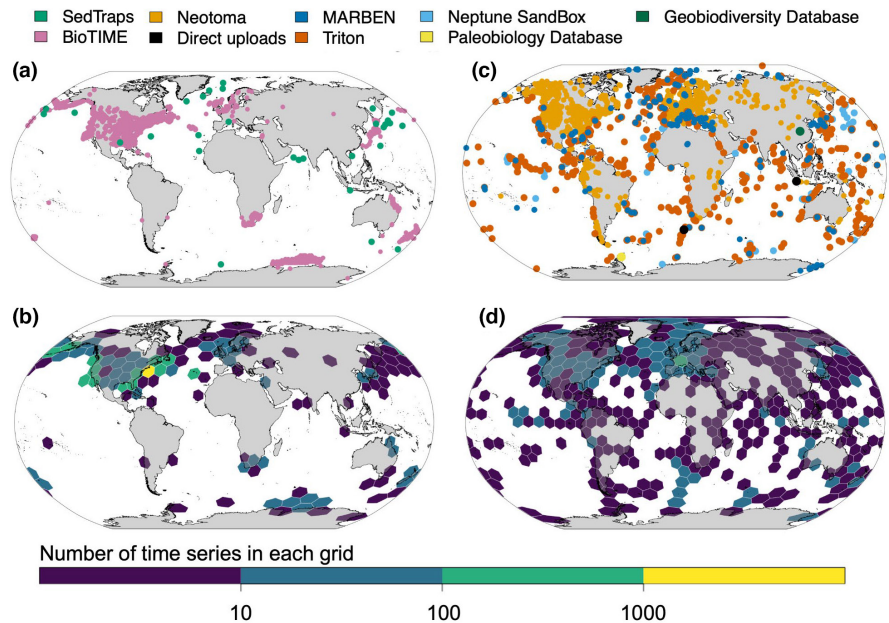 SedTraps Neotoma MARBEN Neptune SandBox Geobiodiversity Database
BioTIME Direct uploads Triton Paleobiology Database
(a) (c)
(b) (d)
Number of time series in each grid
10 100 1000